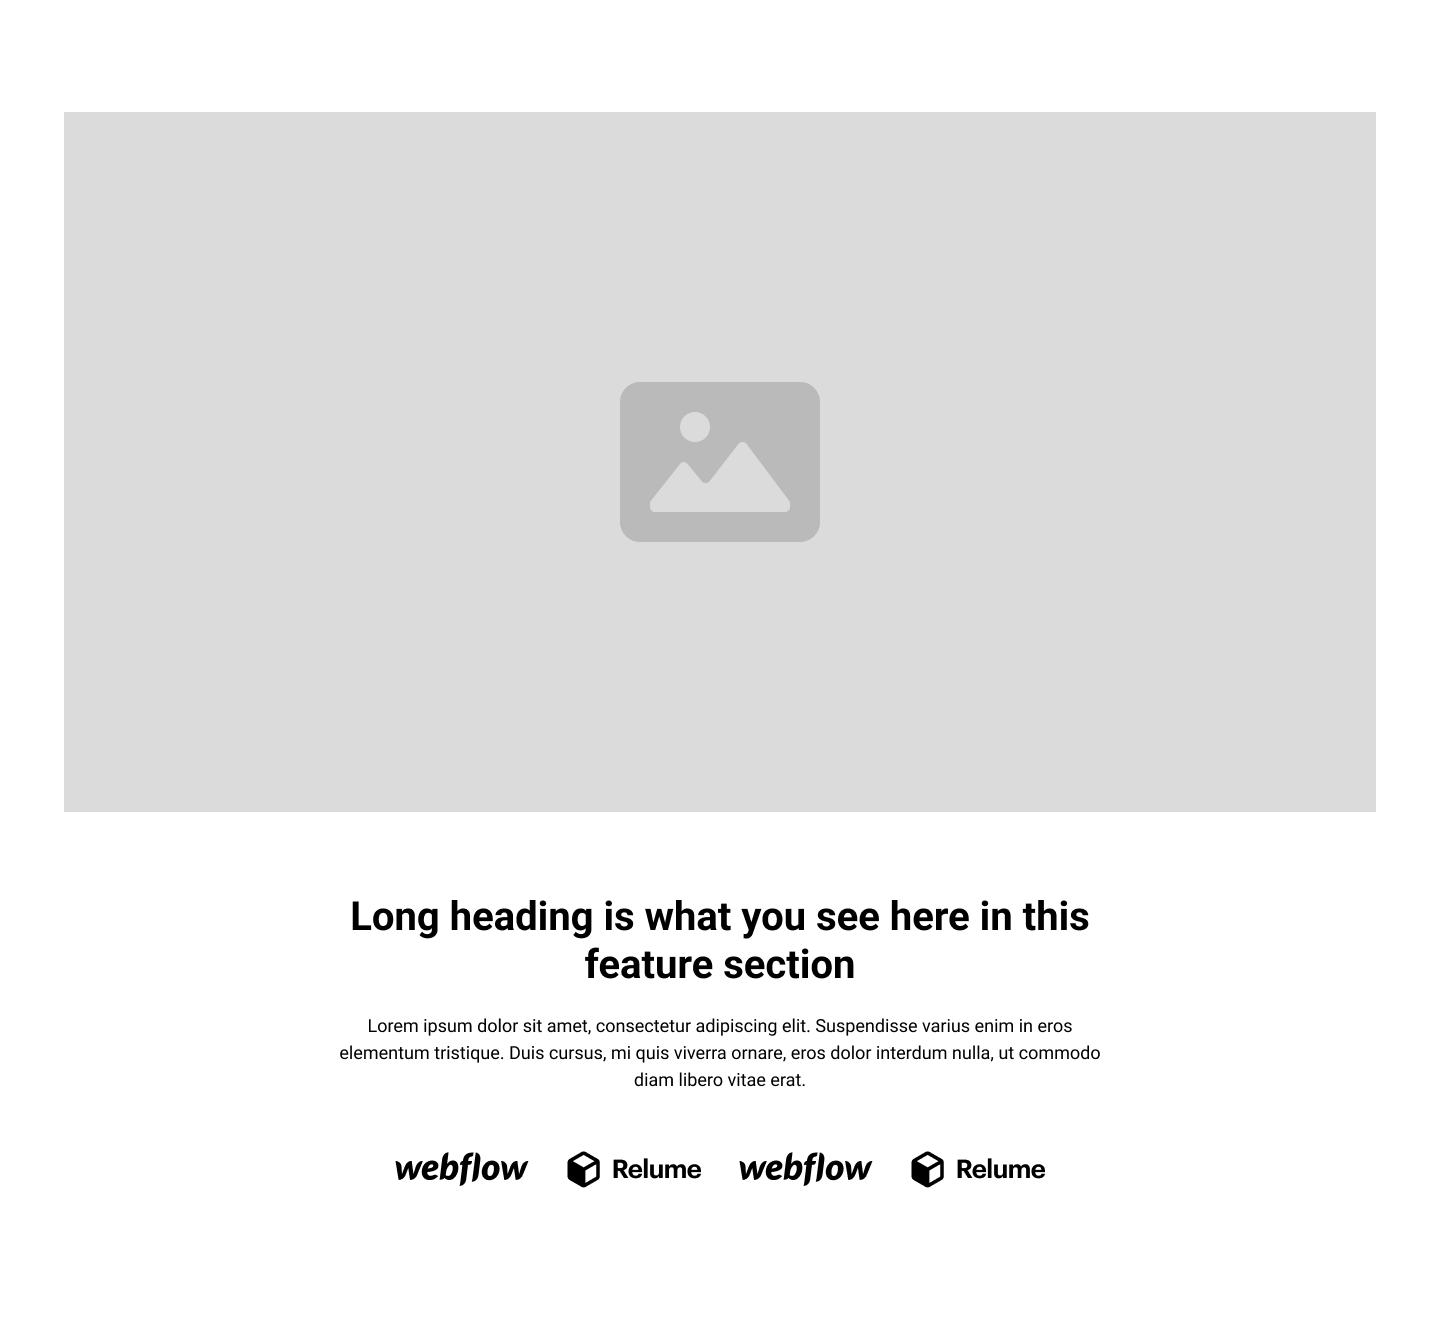 Long heading is what you see here in this
feature section
Lorem ipsum dolor sit amet, consectetur adipiscing elit. Suspendisse varius enim in eros
elementum tristique. Duis cursus, mi quis viverra ornare, eros dolor interdum nulla, ut commodo
diam libero vitae erat.
webflow Relume webflow Relume